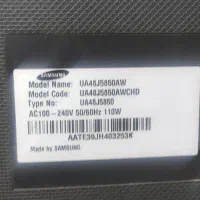 SAMSUNG
Model Name: UA48J5850AW
Model Code: UA48J5850AWCHD
Type No: UA48J5850
AC100-240V 50/60Hz 110W
AATE39JH403253K
Made by SAMSUNG